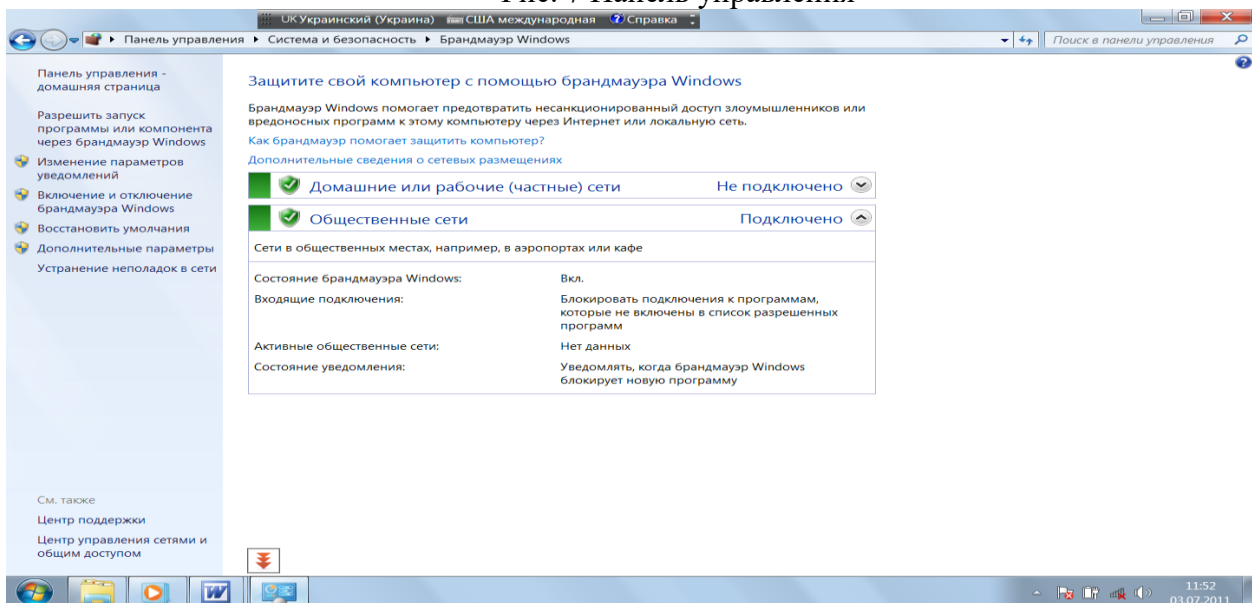 Рис. 7 Панель управления
UK Украинский (Украина) США международная Справка
Панель управления ▸ Система и безопасность ▸ Брандмауэр Windows
Поиск в панели управления
Панель управления -
домашняя страница
Разрешить запуск
программы или компонента
через брандмауэр Windows
Изменение параметров
уведомлений
Включение и отключение
брандмауэра Windows
Восстановить умолчания
Дополнительные параметры
Устранение неполадок в сети
Защитите свой компьютер с помощью брандмауэра Windows
Брандмауэр Windows помогает предотвратить несанкционированный доступ злоумышленников или
вредоносных программ к этому компьютеру через Интернет или локальную сеть.
Как брандмауэр помогает защитить компьютер?
Дополнительные сведения о сетевых размещениях
Домашние или рабочие (частные) сети Не подключено
Общественные сети Подключено
Сети в общественных местах, например, в аэропортах или кафе
Состояние брандмауэра Windows: Вкл.
Входящие подключения: Блокировать подключения к программам,
которые не включены в список разрешенных
программ
Активные общественные сети: Нет данных
Состояние уведомления: Уведомлять, когда брандмауэр Windows
блокирует новую программу
См. также
Центр поддержки
Центр управления сетями и
общим доступом
11:52
03.07.2011